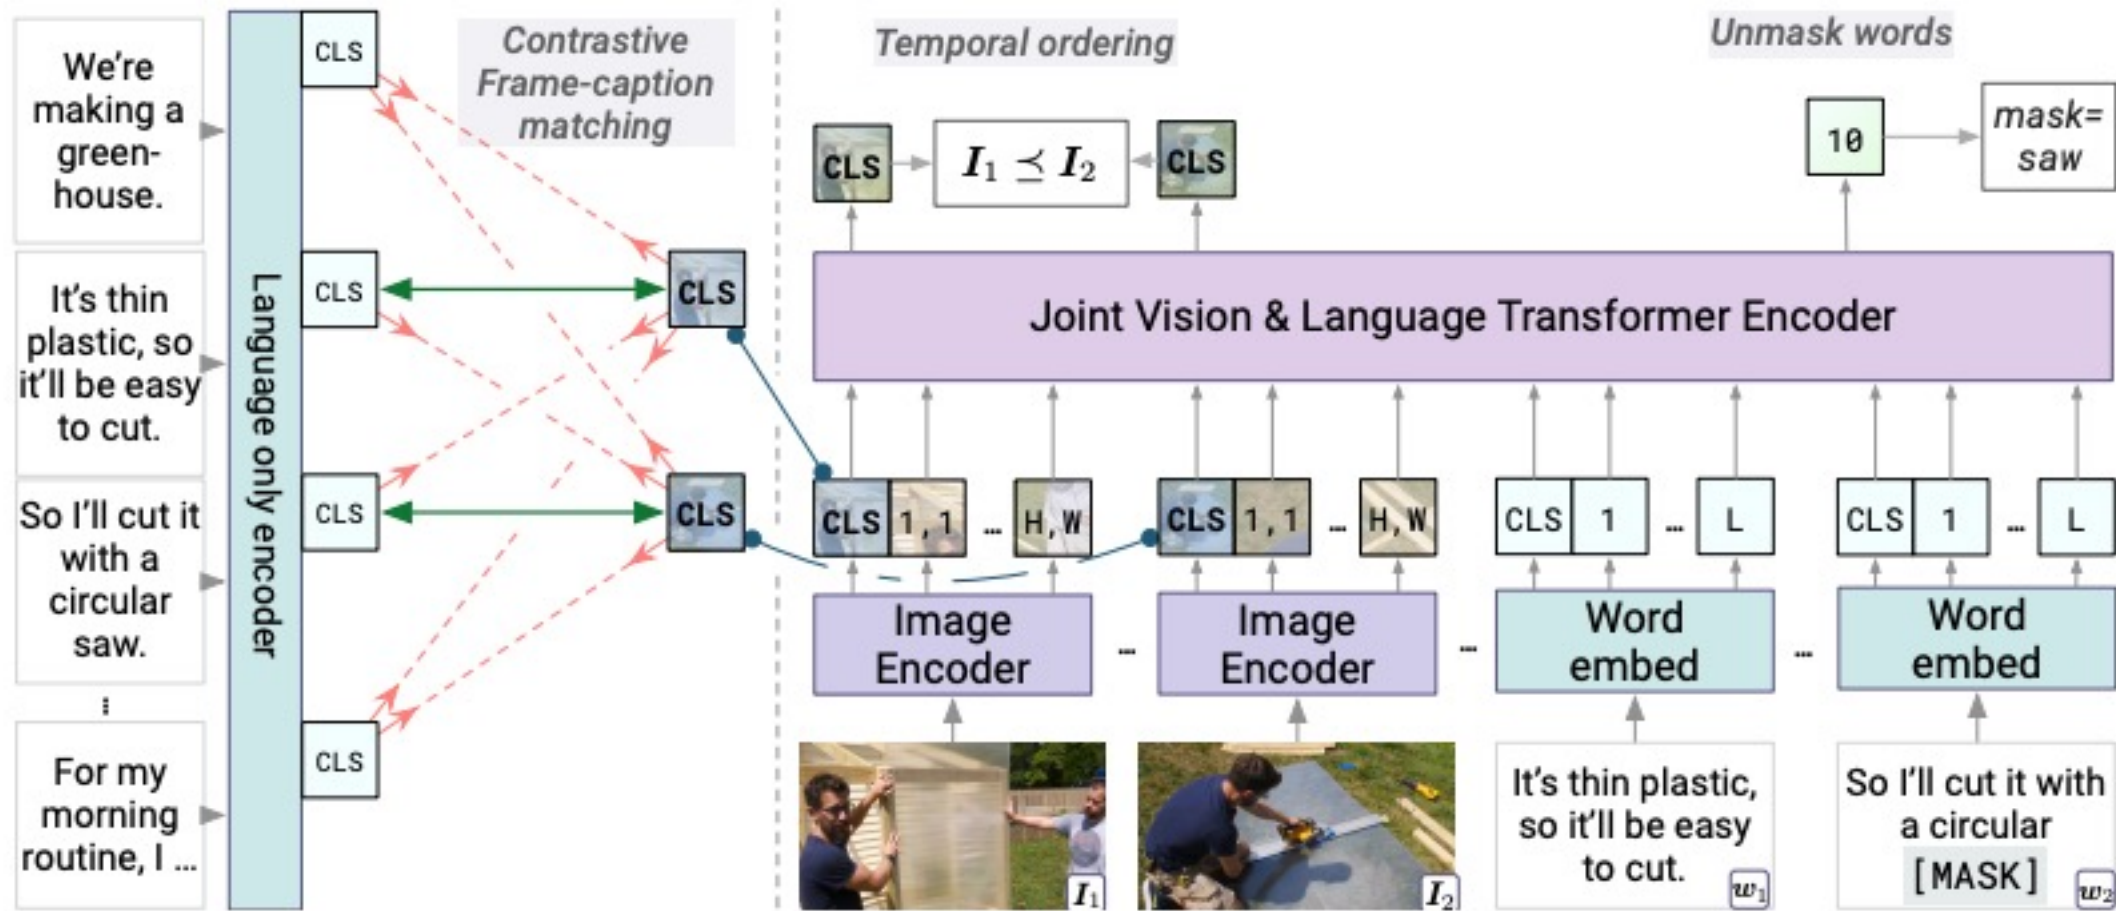 We're
making a
green-
house.
It's thin
plastic, so
it'll be easy
to cut.
So I'll cut it
with a
circular
saw.
...
For my
morning
routine, I ...
Language only encoder
CLS
CLS
CLS
CLS
Contrastive
Frame-caption
matching
CLS
CLS
Temporal ordering
CLS
I₁ ⪯ I₂
CLS
Unmask words
10
mask=
saw
Joint Vision & Language Transformer Encoder
CLS 1,1 ... H,W
CLS 1,1 ... H,W
CLS 1 ... L
CLS 1 ... L
Image
Encoder
...
Image
Encoder
...
Word
embed
...
Word
embed
I₁
I₂
It's thin plastic,
so it'll be easy
to cut.
w₁
So I'll cut it with
a circular
[MASK]
w₂